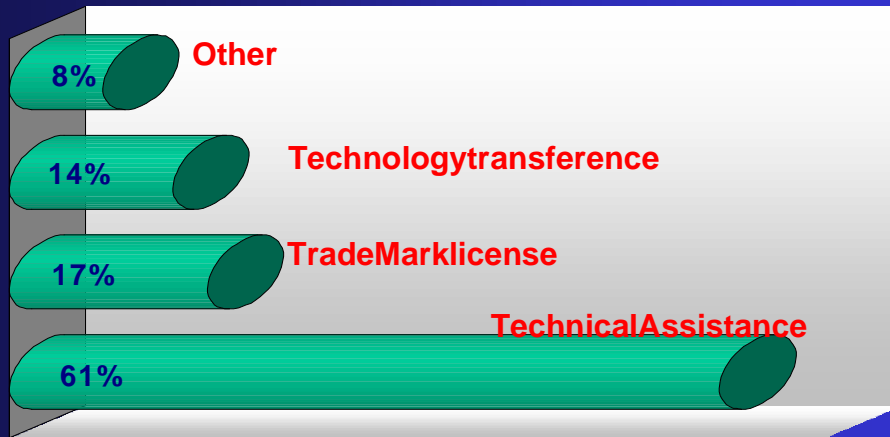 Other
8%
Technologytransference
14%
TradeMarklicense
17%
TechnicalAssistance
61%